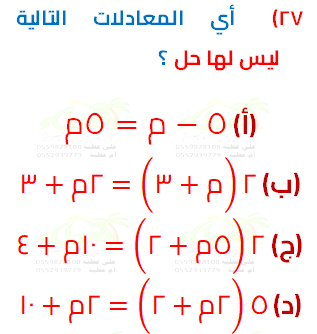 ٢٧) أي المعادلات التالية
ليس لها حل ؟
(أ) ٥ − م = ٥م
(ب) ٢(م + ٣) = ٢م + ٣
(ج) ٢(٥م + ٢) = ١٠م + ٤
(د) ٥(٢م + ٢) = ٢م + ١٠